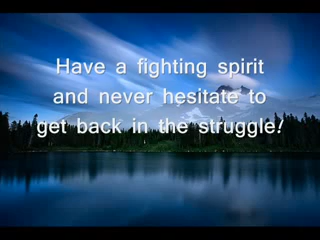 Have a fighting spirit
and never hesitate to
get back in the struggle!